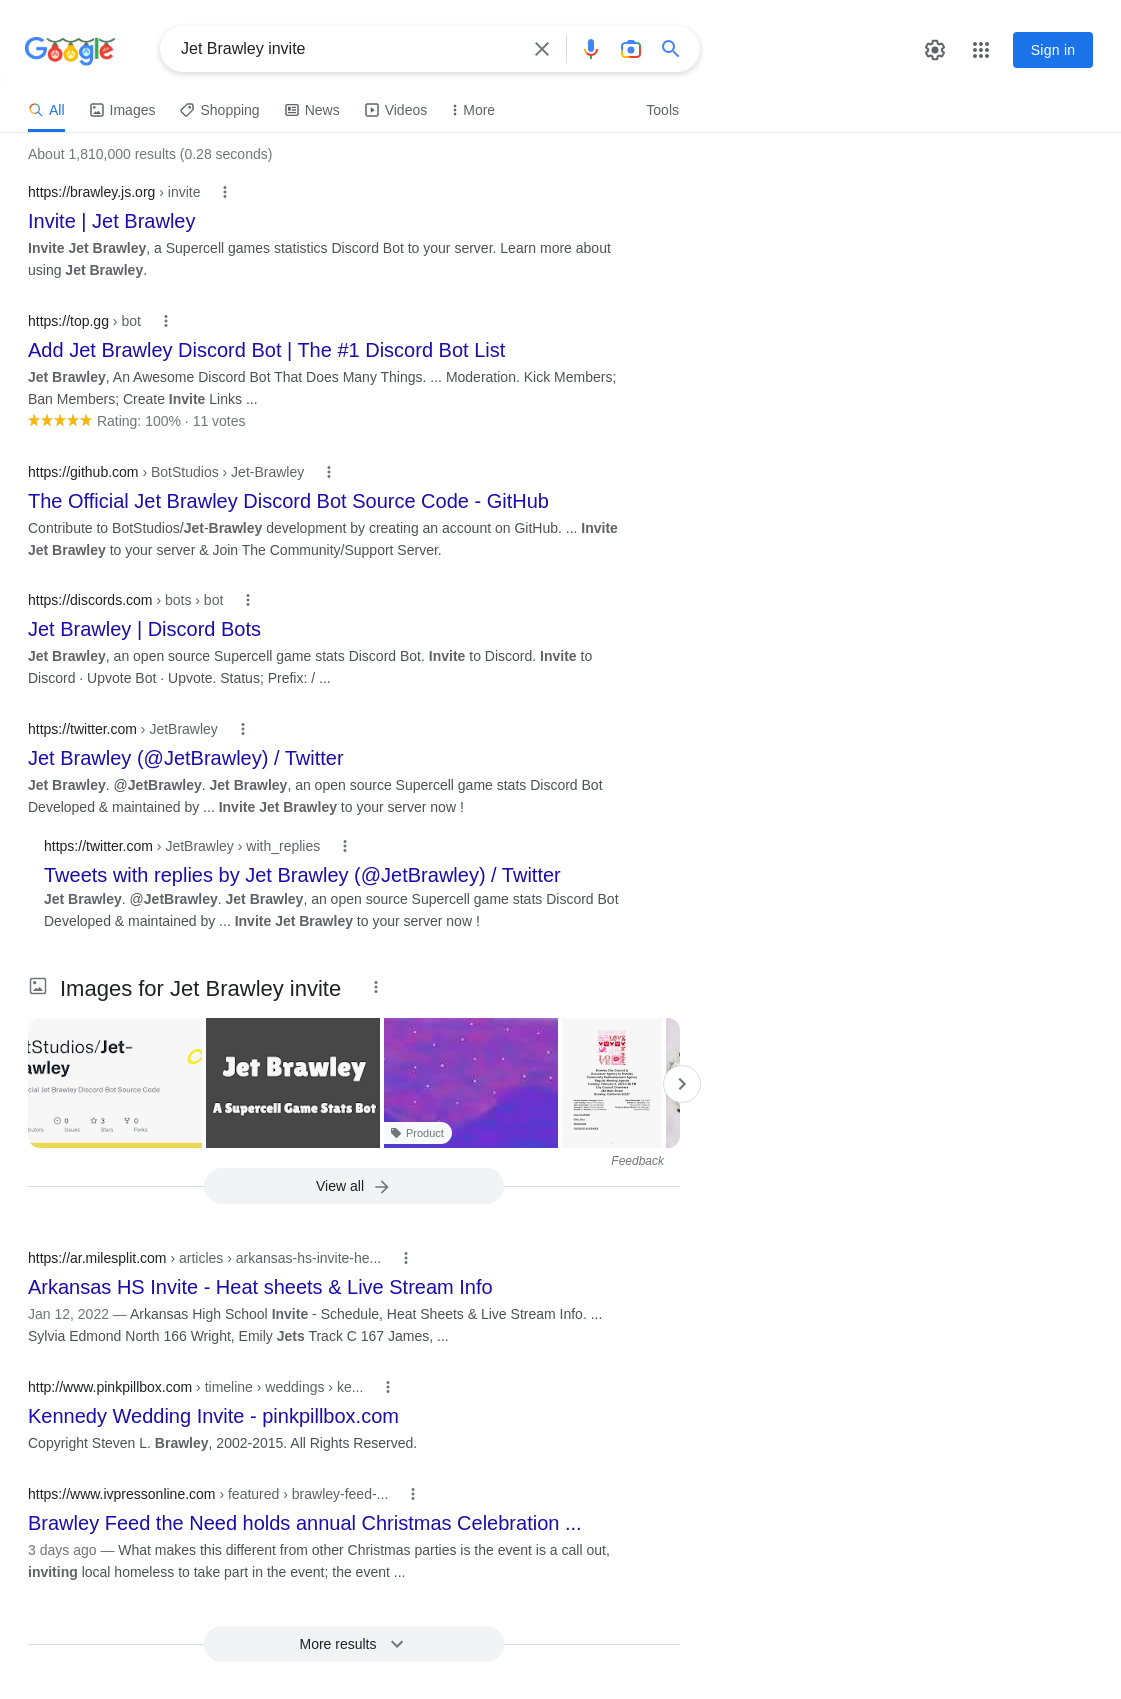 Google
Jet Brawley invite
Sign in
All
Images
Shopping
News
Videos
More
Tools
About 1,810,000 results (0.28 seconds)
https://brawley.js.org › invite
Invite | Jet Brawley
Invite Jet Brawley, a Supercell games statistics Discord Bot to your server. Learn more about
using Jet Brawley.
https://top.gg › bot
Add Jet Brawley Discord Bot | The #1 Discord Bot List
Jet Brawley, An Awesome Discord Bot That Does Many Things. ... Moderation. Kick Members;
Ban Members; Create Invite Links ...
Rating: 100% · 11 votes
https://github.com › BotStudios › Jet-Brawley
The Official Jet Brawley Discord Bot Source Code - GitHub
Contribute to BotStudios/Jet-Brawley development by creating an account on GitHub. ... Invite
Jet Brawley to your server & Join The Community/Support Server.
https://discords.com › bots › bot
Jet Brawley | Discord Bots
Jet Brawley, an open source Supercell game stats Discord Bot. Invite to Discord. Invite to
Discord · Upvote Bot · Upvote. Status; Prefix: / ...
https://twitter.com › JetBrawley
Jet Brawley (@JetBrawley) / Twitter
Jet Brawley. @JetBrawley. Jet Brawley, an open source Supercell game stats Discord Bot
Developed & maintained by ... Invite Jet Brawley to your server now !
https://twitter.com › JetBrawley › with_replies
Tweets with replies by Jet Brawley (@JetBrawley) / Twitter
Jet Brawley. @JetBrawley. Jet Brawley, an open source Supercell game stats Discord Bot
Developed & maintained by ... Invite Jet Brawley to your server now !
Images for Jet Brawley invite
tStudios/Jet-
awley
cial Jet Brawley Discord Bot Source Code
0
3
0
Issues
Stars
Forks
Jet Brawley
A Supercell Game Stats Bot
Product
Feedback
View all
https://ar.milesplit.com › articles › arkansas-hs-invite-he...
Arkansas HS Invite - Heat sheets & Live Stream Info
Jan 12, 2022 — Arkansas High School Invite - Schedule, Heat Sheets & Live Stream Info. ...
Sylvia Edmond North 166 Wright, Emily Jets Track C 167 James, ...
http://www.pinkpillbox.com › timeline › weddings › ke...
Kennedy Wedding Invite - pinkpillbox.com
Copyright Steven L. Brawley, 2002-2015. All Rights Reserved.
https://www.ivpressonline.com › featured › brawley-feed-...
Brawley Feed the Need holds annual Christmas Celebration ...
3 days ago — What makes this different from other Christmas parties is the event is a call out,
inviting local homeless to take part in the event; the event ...
More results